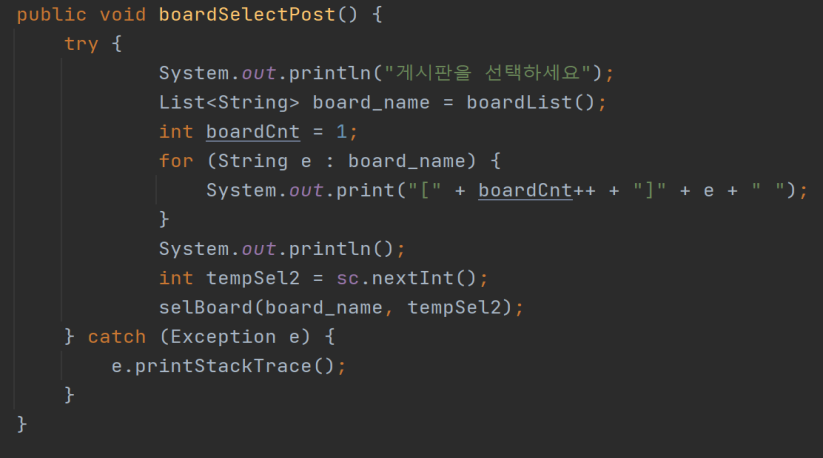 public void boardSelectPost() {
try {
System.out.println("게시판을 선택하세요");
List<String> board_name = boardList();
int boardCnt = 1;
for (String e : board_name) {
System.out.print("[" + boardCnt++ + "]" + e + " ");
}
System.out.println();
int tempSel2 = sc.nextInt();
selBoard(board_name, tempSel2);
} catch (Exception e) {
e.printStackTrace();
}
}